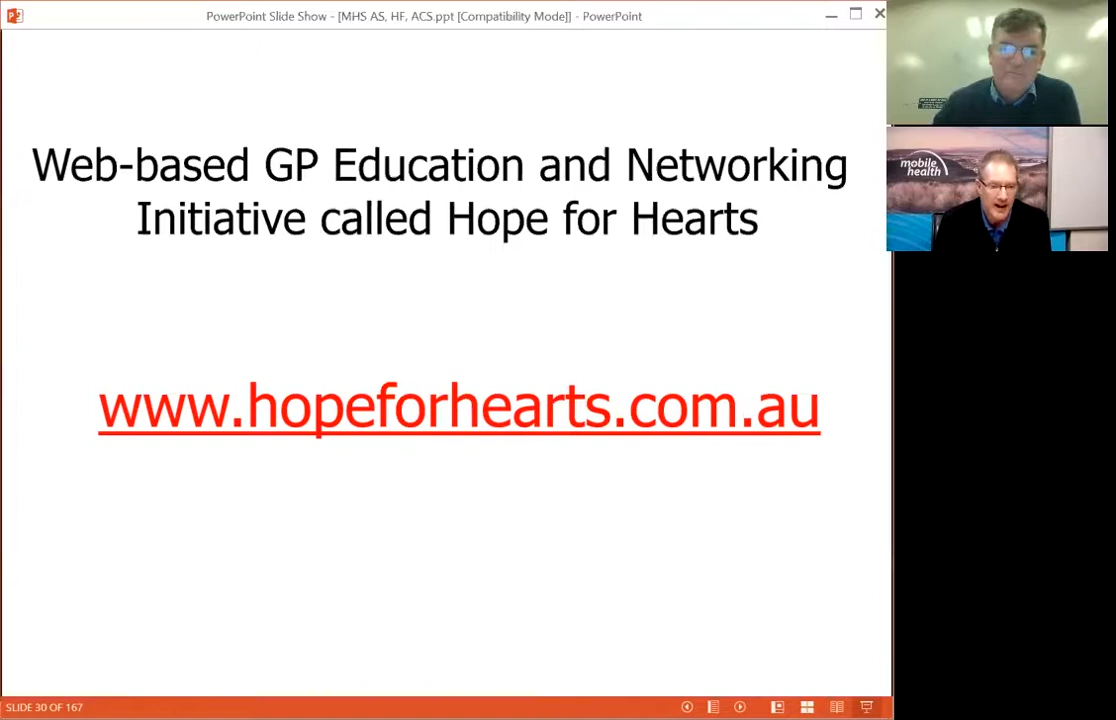 PowerPoint Slide Show - [MHS AS, HF, ACS.ppt [Compatibility Mode]] - PowerPoint
Web-based GP Education and Networking
Initiative called Hope for Hearts
www.hopeforhearts.com.au
mobile
health
SLIDE 30 OF 167